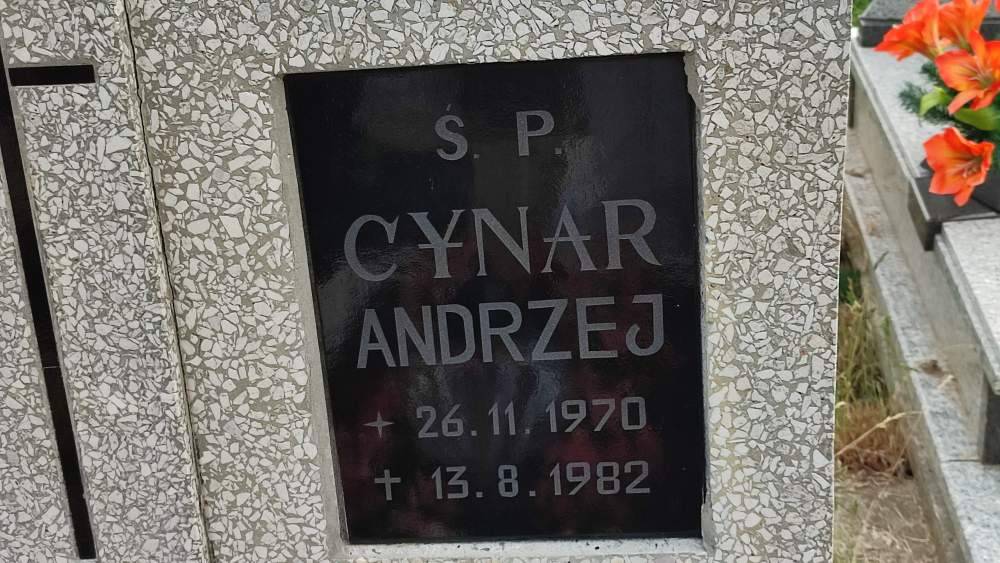 Ś. P.
CYNAR
ANDRZEJ
26.11.1970
† 13.8.1982